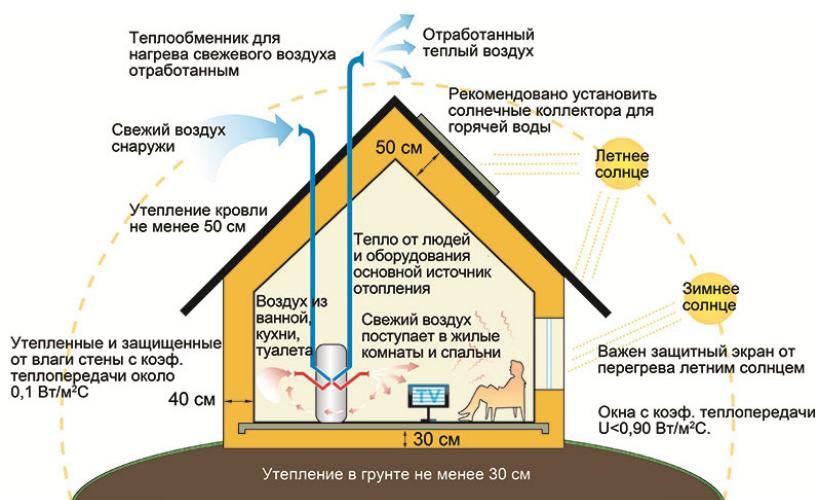 Теплообменник для
нагрева свежевого воздуха
отработанным
Отработанный
теплый воздух
Рекомендовано установить
солнечные коллектора для
горячей воды
Свежий воздух
снаружи
50 см
Летнее
солнце
Утепление кровли
не менее 50 см
Тепло от людей
и оборудования
основной источник
отопления
Зимнее
солнце
Воздух из
ванной,
кухни,
туалета
Свежий воздух
поступает в жилые
комнаты и спальни
Утепленные и защищенные
от влаги стены с коэф.
теплопередачи около
0,1 Вт/м²С
Важен защитный экран от
перегрева летним солнцем
40 см
TV
Окна с коэф. теплопередачи
U<0,90 Вт/м²С.
30 см
Утепление в грунте не менее 30 см